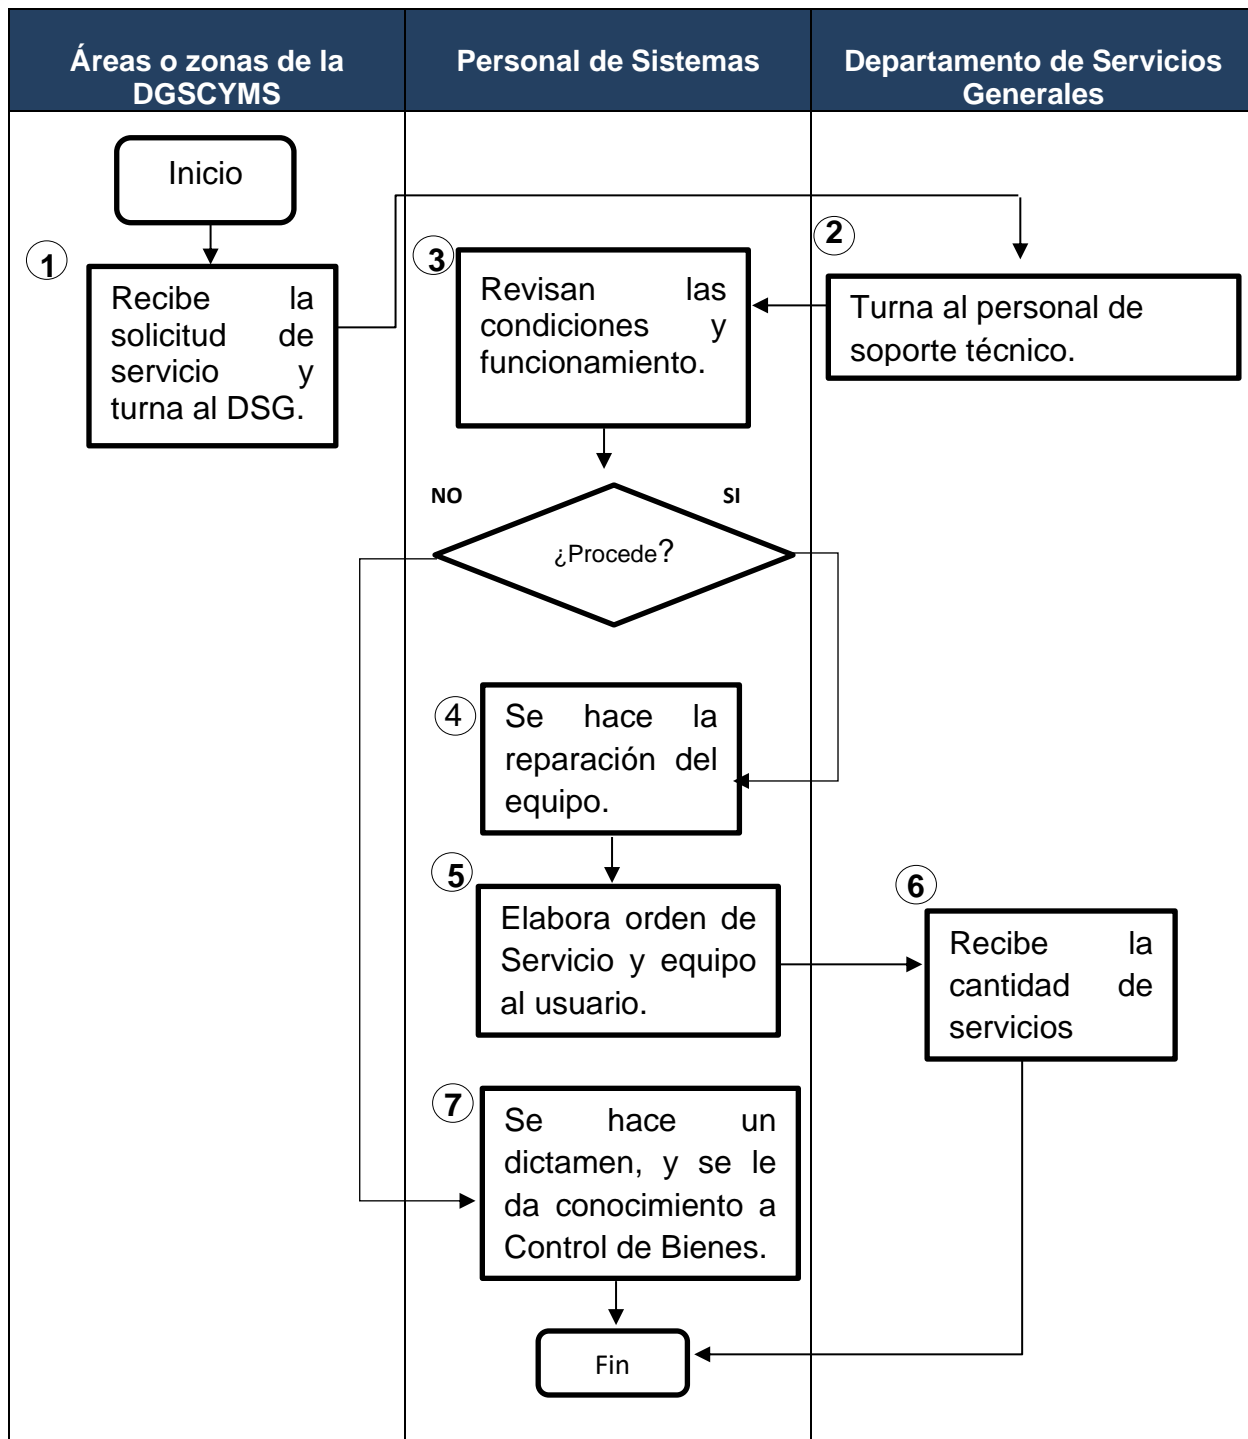 Áreas o zonas de la
DGSCYMS
Personal de Sistemas
Departamento de Servicios
Generales
Inicio
1
Recibe la
solicitud de
servicio y
turna al DSG.
2
Turna al personal de
soporte técnico.
3
Revisan las
condiciones y
funcionamiento.
NO
SI
¿Procede?
4
Se hace la
reparación del
equipo.
5
Elabora orden de
Servicio y equipo
al usuario.
6
Recibe la
cantidad de
servicios
7
Se hace un
dictamen, y se le
da conocimiento a
Control de Bienes.
Fin